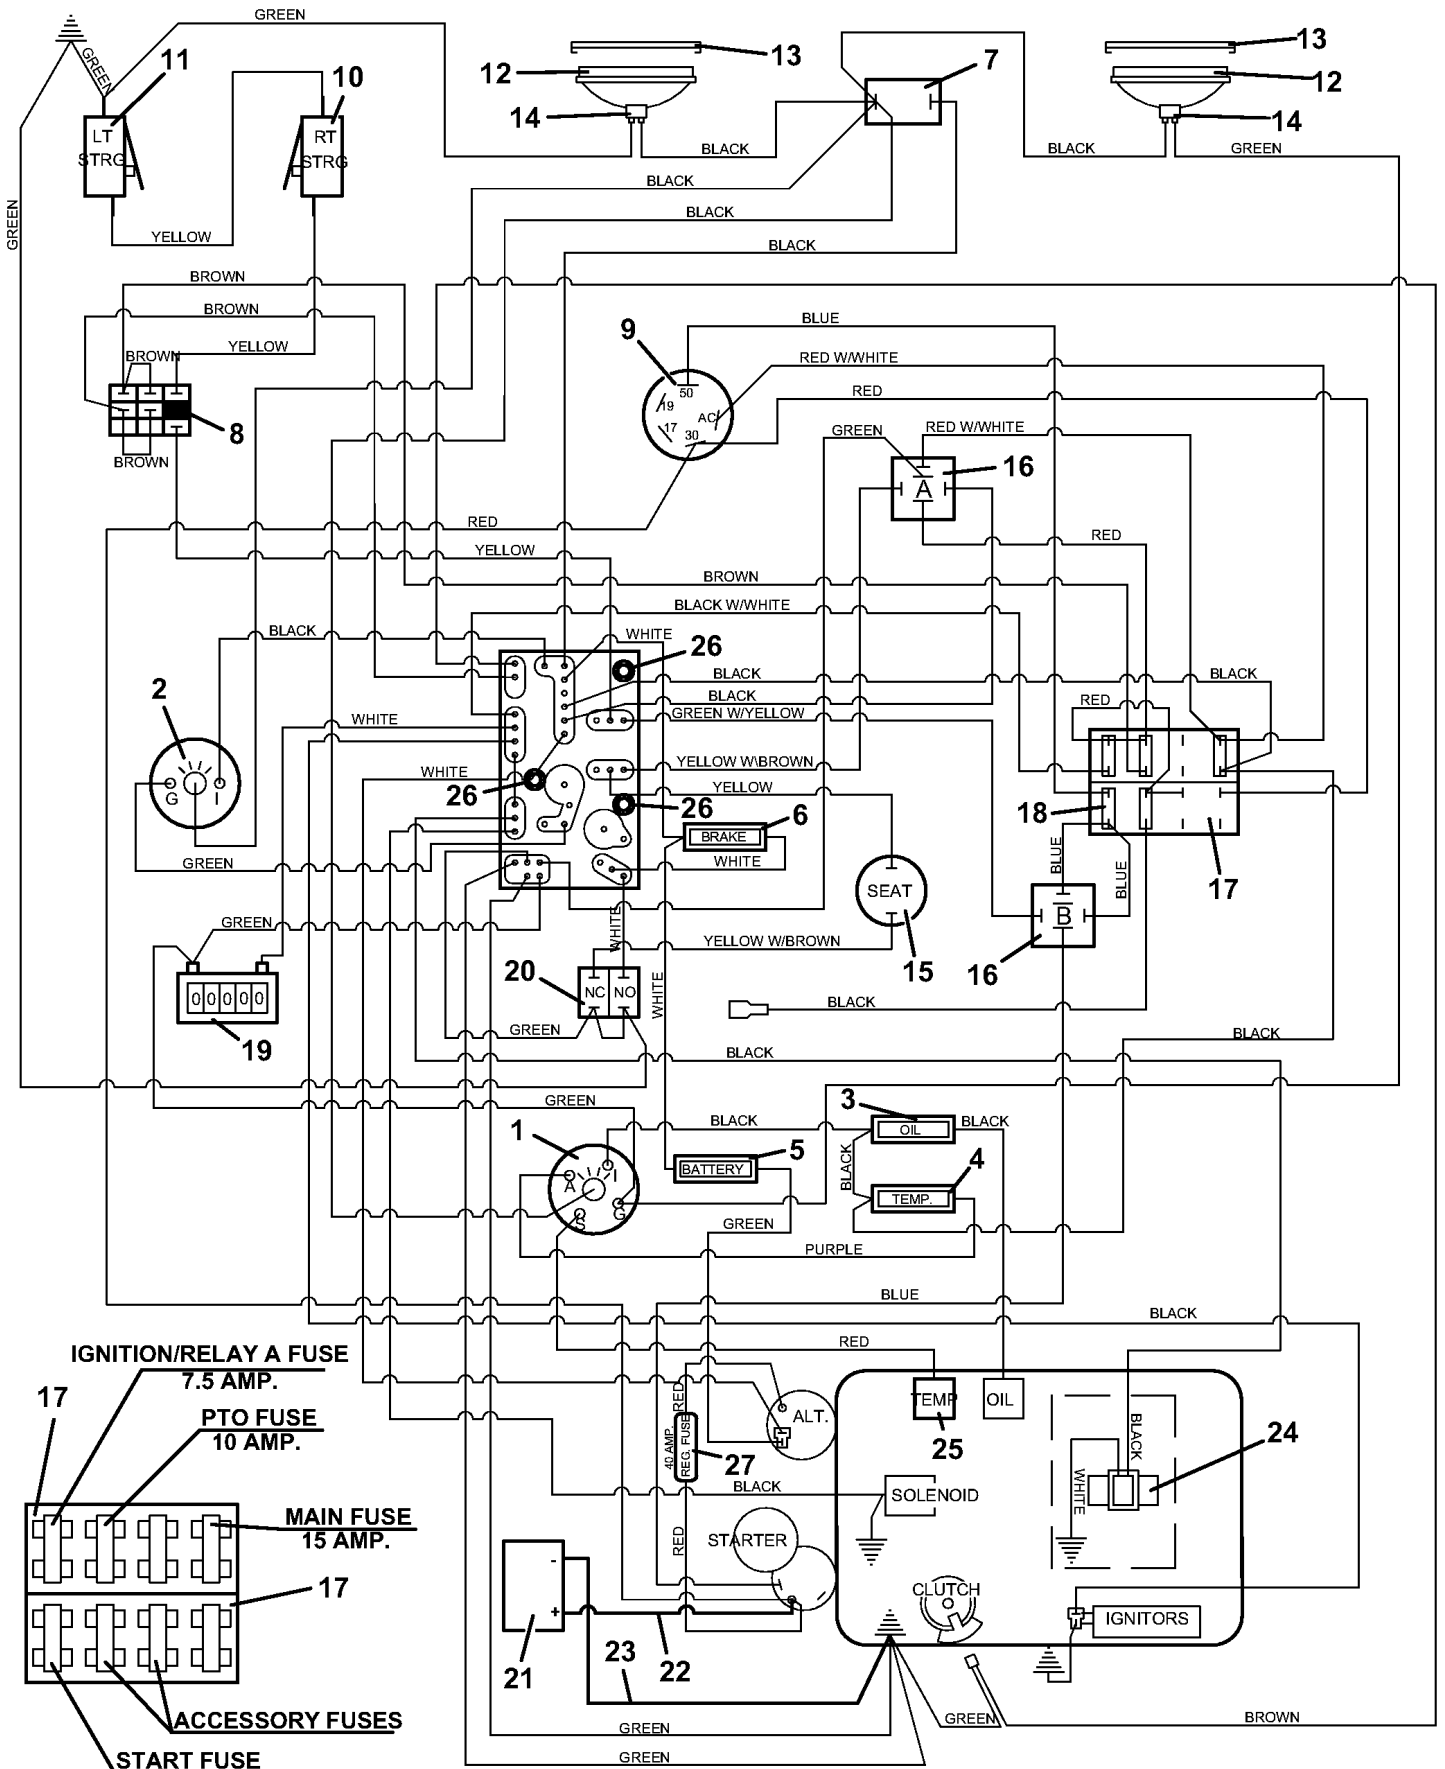 GREEN
GREEN
11
10
12
13
7
13
12
14
14
LT
STRG
RT
STRG
BLACK
BLACK
GREEN
BLACK
GREEN
BLACK
YELLOW
BLACK
BROWN
BROWN
BLUE
9
YELLOW
BROWN
RED W/WHITE
50
19
AC
17
30
RED
8
GREEN
RED W/WHITE
BROWN
16
A
RED
RED
YELLOW
BROWN
BLACK W/WHITE
BLACK
WHITE
26
BLACK
BLACK
2
BLACK
RED
WHITE
GREEN W/YELLOW
YELLOW W\BROWN
WHITE
YELLOW
26
26
G
I
6
18
BRAKE
GREEN
WHITE
BLUE
BLUE
17
SEAT
B
GREEN
WHITE
YELLOW W/BROWN
15
16
20
NC
NO
WHITE
00000
BLACK
GREEN
19
BLACK
BLACK
GREEN
3
1
BLACK
OIL
BLACK
5
4
BATTERY
BLACK
TEMP.
A
I
G
S
GREEN
PURPLE
BLUE
BLACK
RED
IGNITION/RELAY A FUSE
7.5 AMP.
17
PTO FUSE
10 AMP.
RED
ALT.
TEMP
OIL
40 AMP
REG. FUSE
27
25
BLACK
24
WHITE
BLACK
SOLENOID
MAIN FUSE
15 AMP.
RED
STARTER
17
-
+
CLUTCH
IGNITORS
21
23
22
ACCESSORY FUSES
GREEN
GREEN
BROWN
START FUSE
GREEN